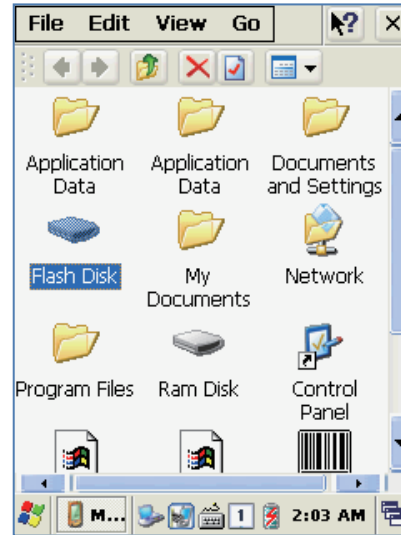 File Edit View Go
?
Application Data
Application Data
Documents and Settings
Flash Disk
My Documents
Network
Program Files
Ram Disk
Control Panel
M...
1
2:03 AM